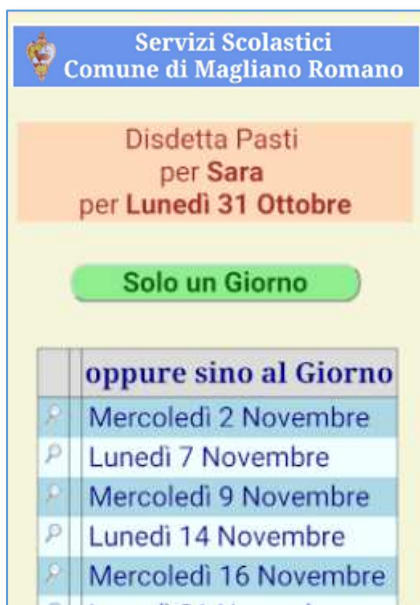 Servizi Scolastici
Comune di Magliano Romano
Disdetta Pasti
per Sara
per Lunedì 31 Ottobre
Solo un Giorno
oppure sino al Giorno
Mercoledì 2 Novembre
Lunedì 7 Novembre
Mercoledì 9 Novembre
Lunedì 14 Novembre
Mercoledì 16 Novembre